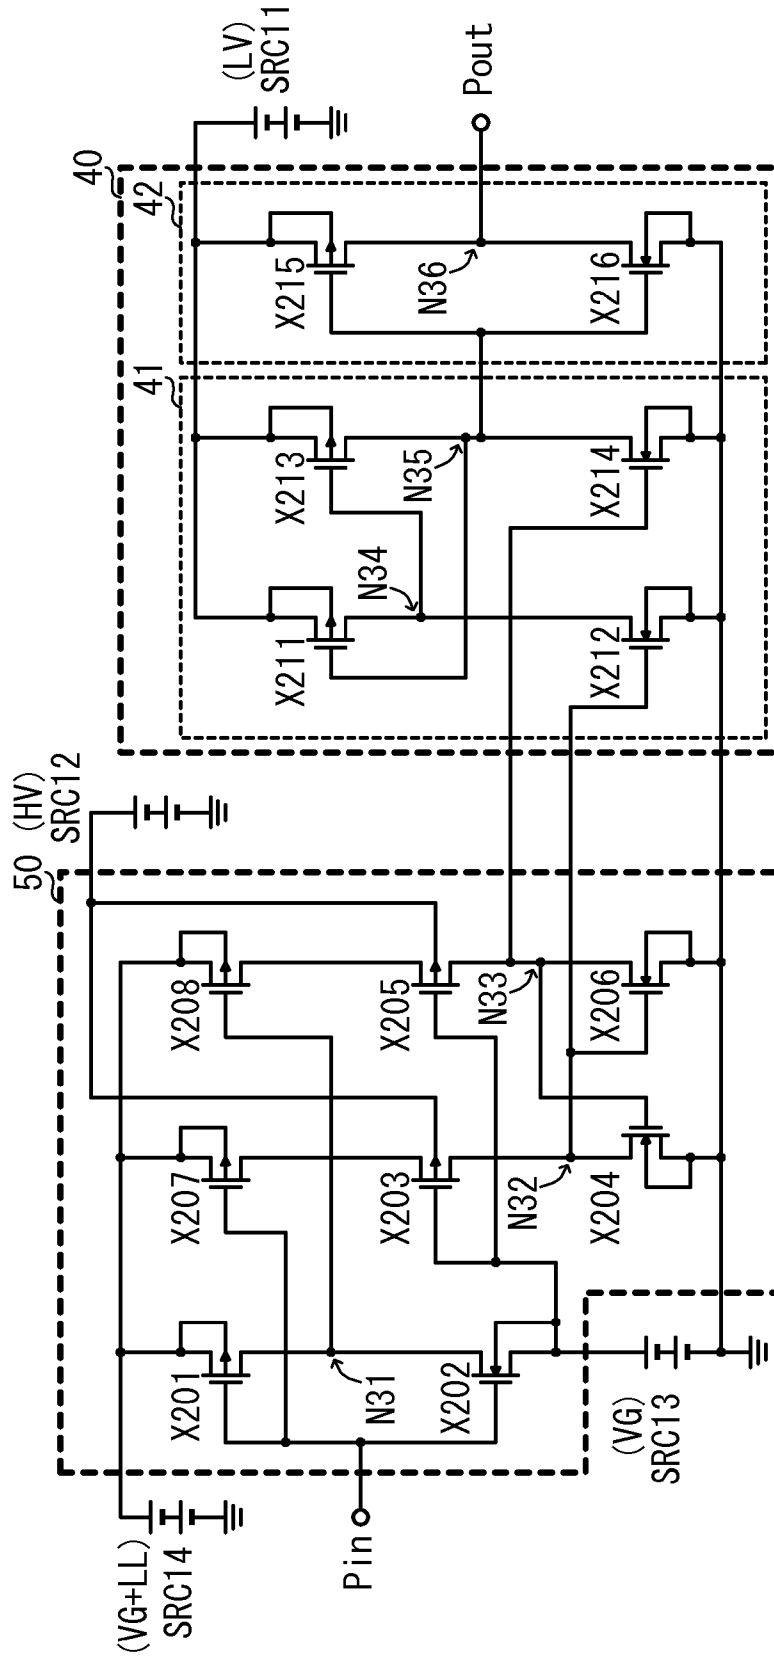 (VG+LL)
SRC14
Pin
50
(HV)
SRC12
40
(LV)
SRC11
41
42
X201
X207
X208
X211
X213
X215
N31
X203
X205
N34
N35
N36
Pout
X202
N32
N33
X204
X206
X212
X214
X216
(VG)
SRC13